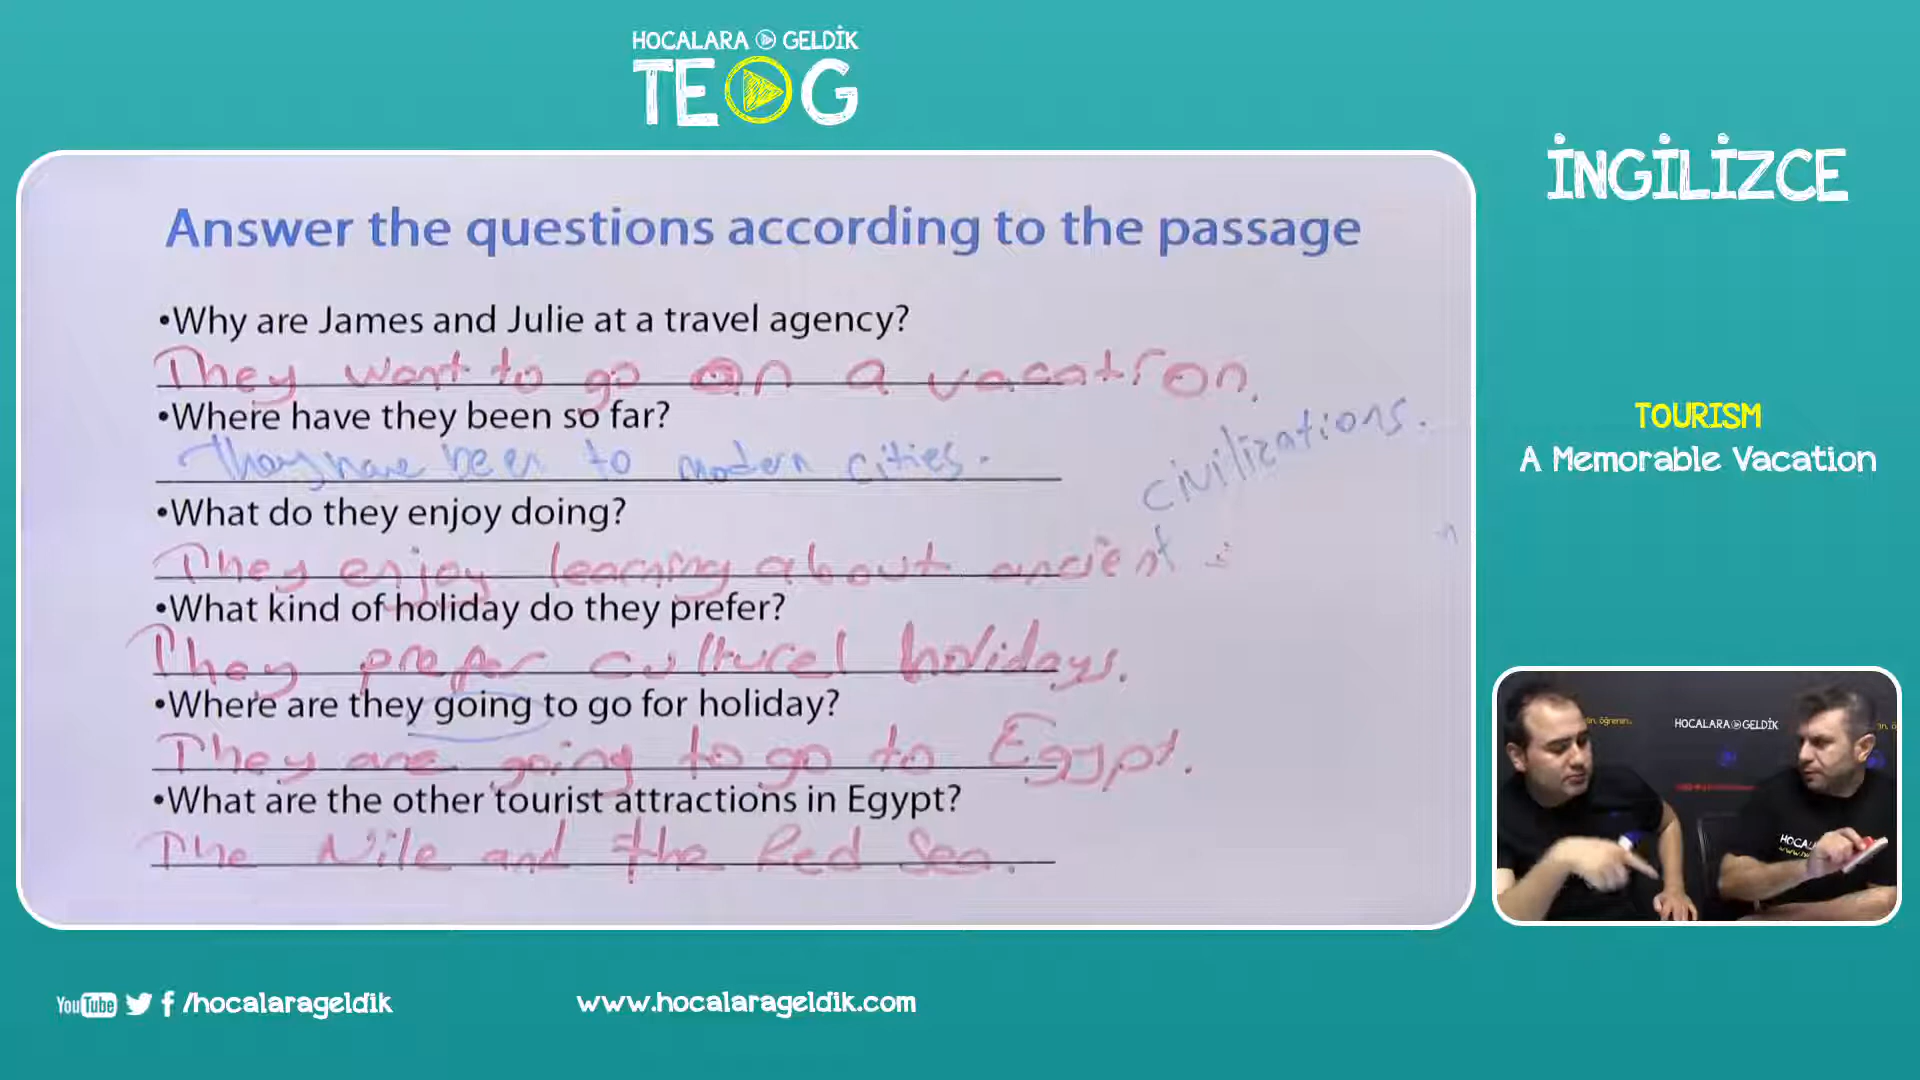 HOCALARA GELDİK
TEOG
İNGİLİZCE
Answer the questions according to the passage
•Why are James and Julie at a travel agency?
They want to go on a vacation.
•Where have they been so far?
They have been to modern cities.
•What do they enjoy doing?
They enjoy learning about ancient
civilizations.
•What kind of holiday do they prefer?
They prefer cultural holidays.
•Where are they going to go for holiday?
They are going to go to Egypt.
•What are the other tourist attractions in Egypt?
The Nile and the Red Sea.
TOURISM
A Memorable Vacation
HOCALARA GELDİK
YouTube /hocalarageldik
www.hocalarageldik.com